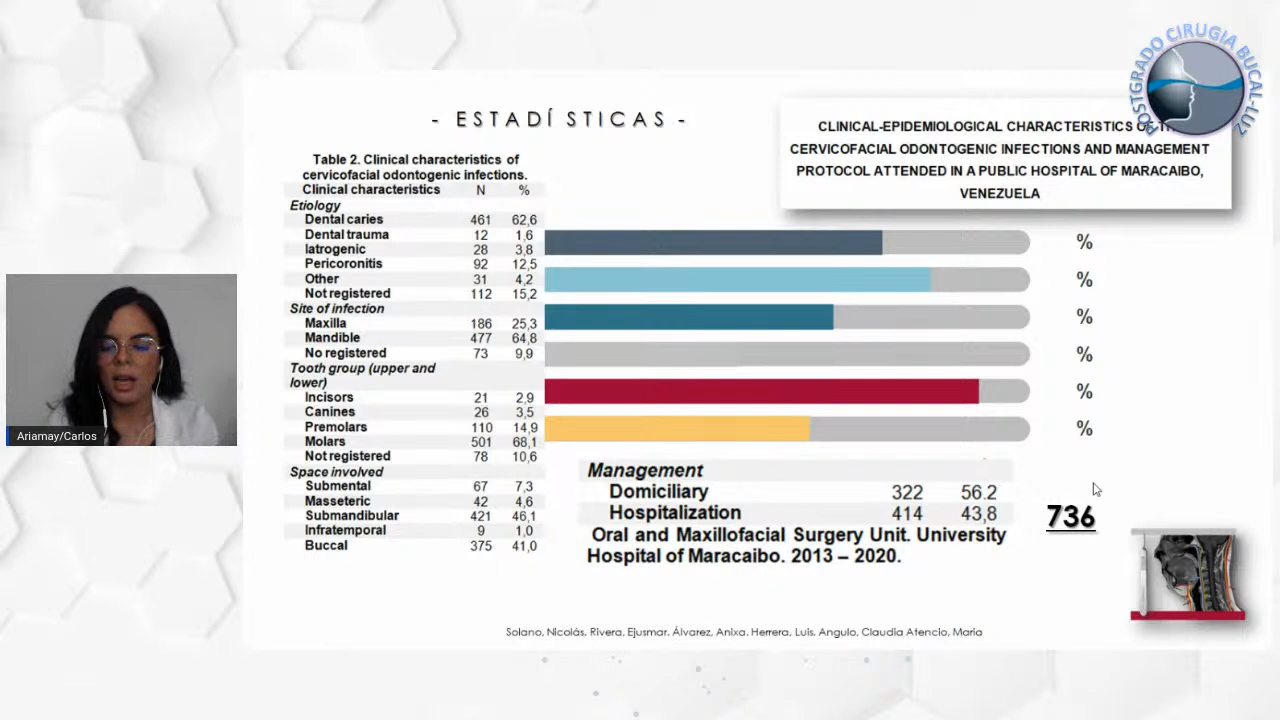 - ESTADÍ STICAS -
POSTGRADO CIRUGIA BUCAL-LUZ
CLINICAL-EPIDEMIOLOGICAL CHARACTERISTICS OF
CERVICOFACIAL ODONTOGENIC INFECTIONS AND MANAGEMENT
PROTOCOL ATTENDED IN A PUBLIC HOSPITAL OF MARACAIBO,
VENEZUELA
Table 2. Clinical characteristics of
cervicofacial odontogenic infections.
Clinical characteristics N %
Etiology
Dental caries 461 62,6
Dental trauma 12 1,6
Iatrogenic 28 3,8
Pericoronitis 92 12,5
Other 31 4,2
Not registered 112 15,2
Site of infection
Maxilla 186 25,3
Mandible 477 64,8
No registered 73 9,9
Tooth group (upper and
lower)
Incisors 21 2,9
Canines 26 3,5
Premolars 110 14,9
Molars 501 68,1
Not registered 78 10,6
Space involved
Submental 67 7,3
Masseteric 42 4,6
Submandibular 421 46,1
Infratemporal 9 1,0
Buccal 375 41,0
%
%
%
%
%
%
Management
Domiciliary 322 56.2
Hospitalization 414 43,8
Oral and Maxillofacial Surgery Unit. University
Hospital of Maracaibo. 2013 – 2020.
736
Ariamay/Carlos
Solano, Nicolás. Rivera, Ejusmar. Álvarez, Anixa. Herrera, Luis. Angulo, Claudia Atencio, Maria